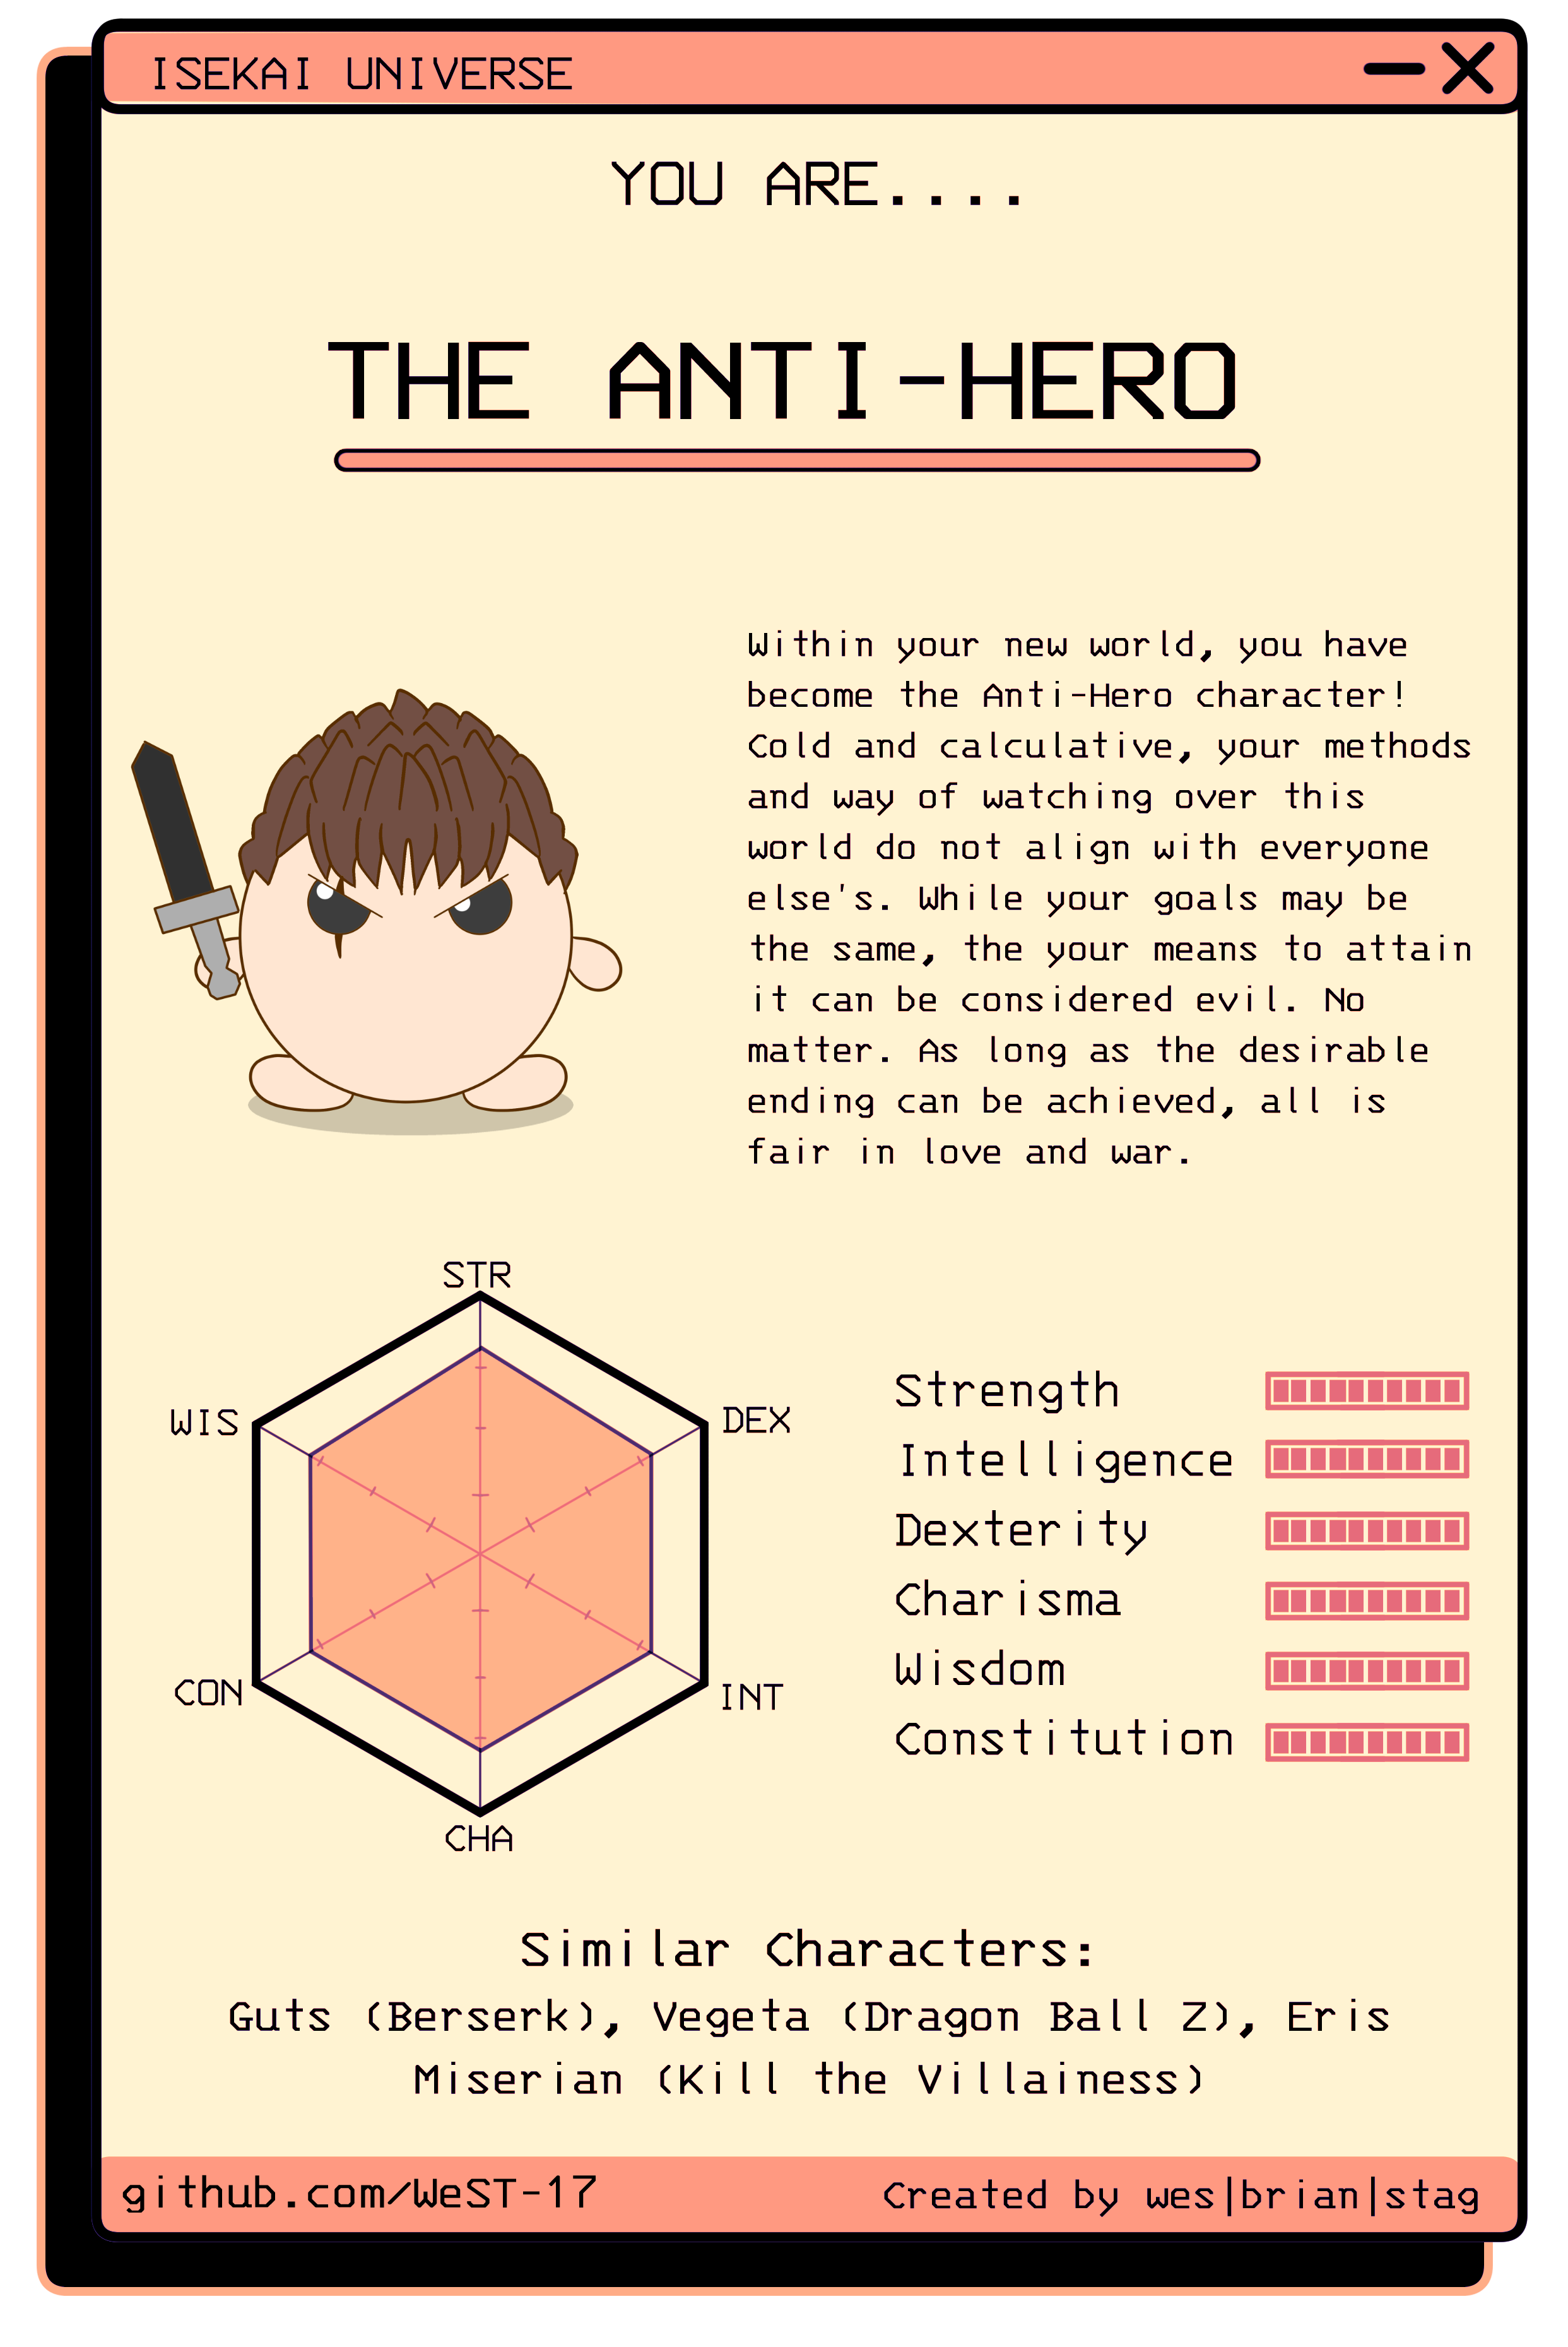 ISEKAI UNIVERSE
YOU ARE....
THE ANTI-HERO
Within your new world, you have
become the Anti-Hero character!
Cold and calculative, your methods
and way of watching over this
world do not align with everyone
else's. While your goals may be
the same, the your means to attain
it can be considered evil. No
matter. As long as the desirable
ending can be achieved, all is
fair in love and war.
STR
WIS
DEX
CON
INT
CHA
Strength
Intelligence
Dexterity
Charisma
Wisdom
Constitution
Similar Characters:
Guts (Berserk), Vegeta (Dragon Ball Z), Eris
Miserian (Kill the Villainess)
github.com/WeST-17
Created by wes|brian|stag